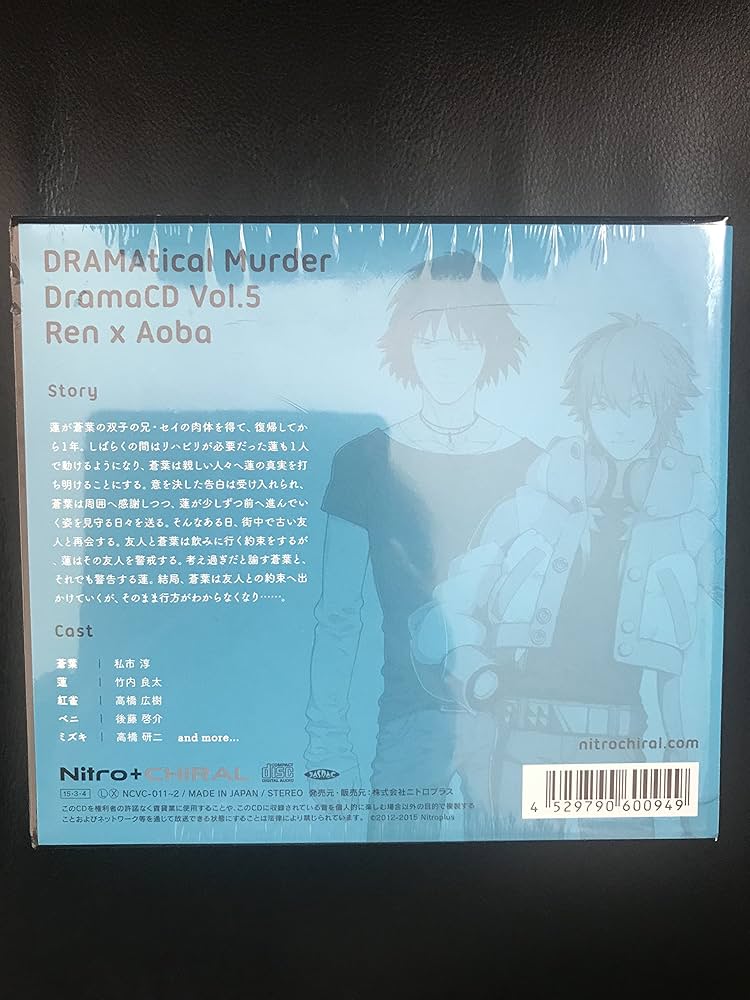 DRAMAtical Murder
DramaCD Vol.5
Ren x Aoba
Story
蓮が蒼葉の双子の兄・セイの肉体を得て、復帰してか
ら1年。しばらくの間はリハビリが必要だった蓮も1人
で動けるようになり、蒼葉は親しい人々へ蓮の真実を打
ち明けることにする。意を決した告白は受け入れられ、
蒼葉は周囲へ感謝しつつ、蓮が少しずつ前へ進んでい
く姿を見守る日々を送る。そんなある日、街中で古い友
人と再会する。友人と蒼葉は飲みに行く約束をするが
、蓮はその友人を警戒する。考え過ぎだと諭す蒼葉と、
それでも警告する蓮。結局、蒼葉は友人との約束へ出
かけていくが、そのまま行方がわからなくなり……。
Cast
蒼葉 | 私市 淳
蓮 | 竹内 良太
紅雀 | 高橋 広樹
ベニ | 後藤 啓介
ミズキ | 高橋 研二 and more...
nitrochiral.com
Nitro+CHiRAL COMPACT disc DIGITAL AUDIO JASRAC
15・3・4 Ⓛ Ⓧ NCVC-011~2 / MADE IN JAPAN / STEREO 発売元・販売元:株式会社ニトロプラス
このCDを権利者の許諾なく賃貸業に使用することや、このCDに収録されている音を個人的に楽しむ場合以外の目的で複製する
ことおよびネットワーク等を通じて放送できる状態にすることは法律により禁じられています。 ©2012-2015 Nitroplus
4 529790 600949